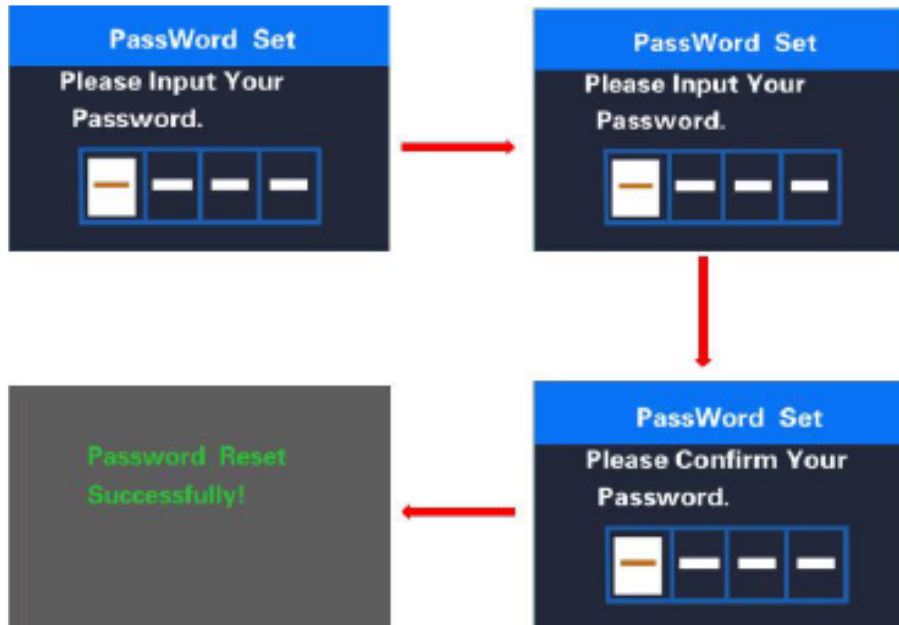 PassWord Set
Please Input Your
Password.
PassWord Set
Please Input Your
Password.
PassWord Set
Please Confirm Your
Password.
Password Reset
Successfully!